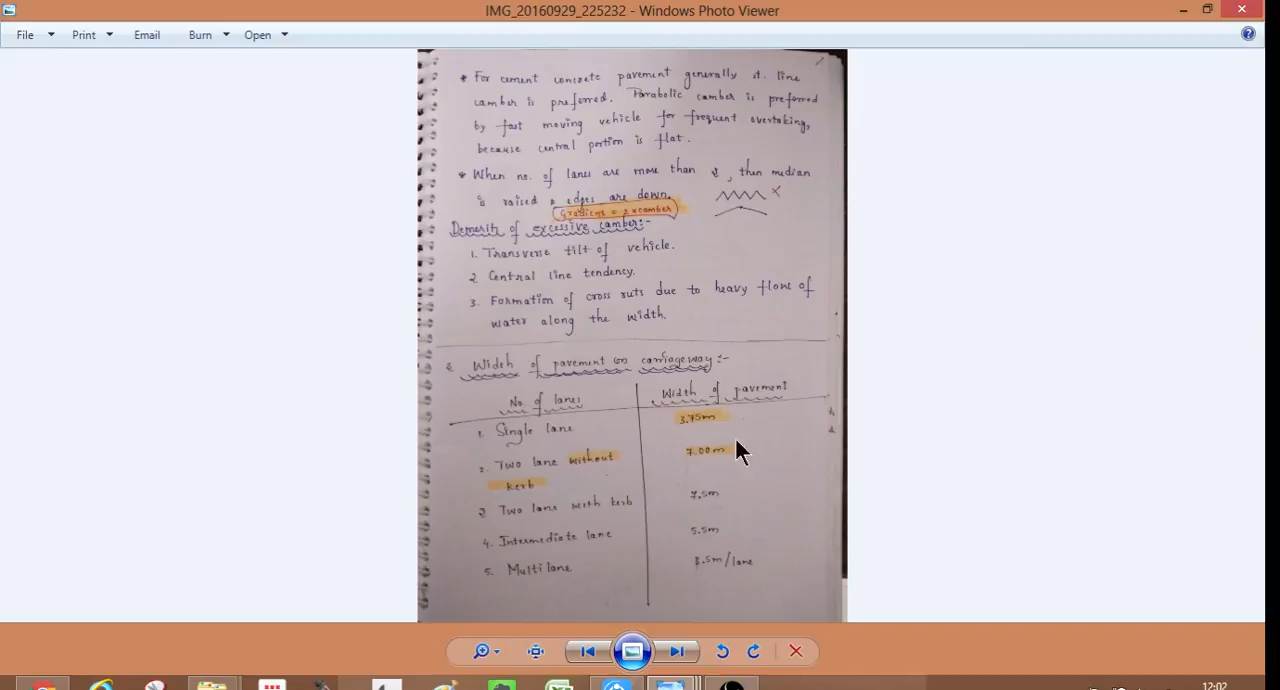 IMG_20160929_225232 - Windows Photo Viewer
File Print Email Burn Open
* For cement concrete pavement generally st. line
camber is preferred. Parabolic camber is preferred
by fast moving vehicle for frequent overtaking,
because central portion is flat.
* When no. of lanes are more than 2, then median
is raised & edges are down.
Gradient = 2 x camber
Demerits of excessive camber:-
1. Transverse tilt of vehicle.
2. Central line tendency.
3. Formation of cross ruts due to heavy flow of
water along the width.
Width of pavement or carriageway:-
No. of lanes Width of pavement
1. Single lane 3.75m
2. Two lane without 7.00m
kerb
3 Two lane with kerb 7.5m
4. Intermediate lane 5.5m
5. Multi lane 3.5m/lane
12:02